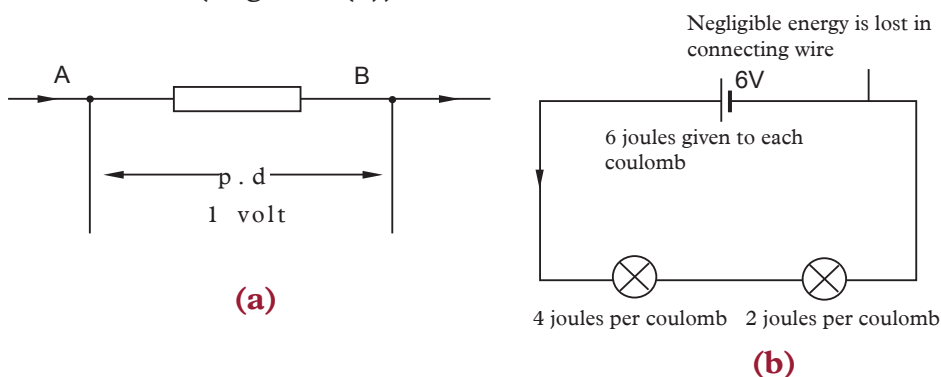 A
B
p . d
1 volt
(a)
Negligible energy is lost in
connecting wire
6V
6 joules given to each
coulomb
4 joules per coulomb
2 joules per coulomb
(b)